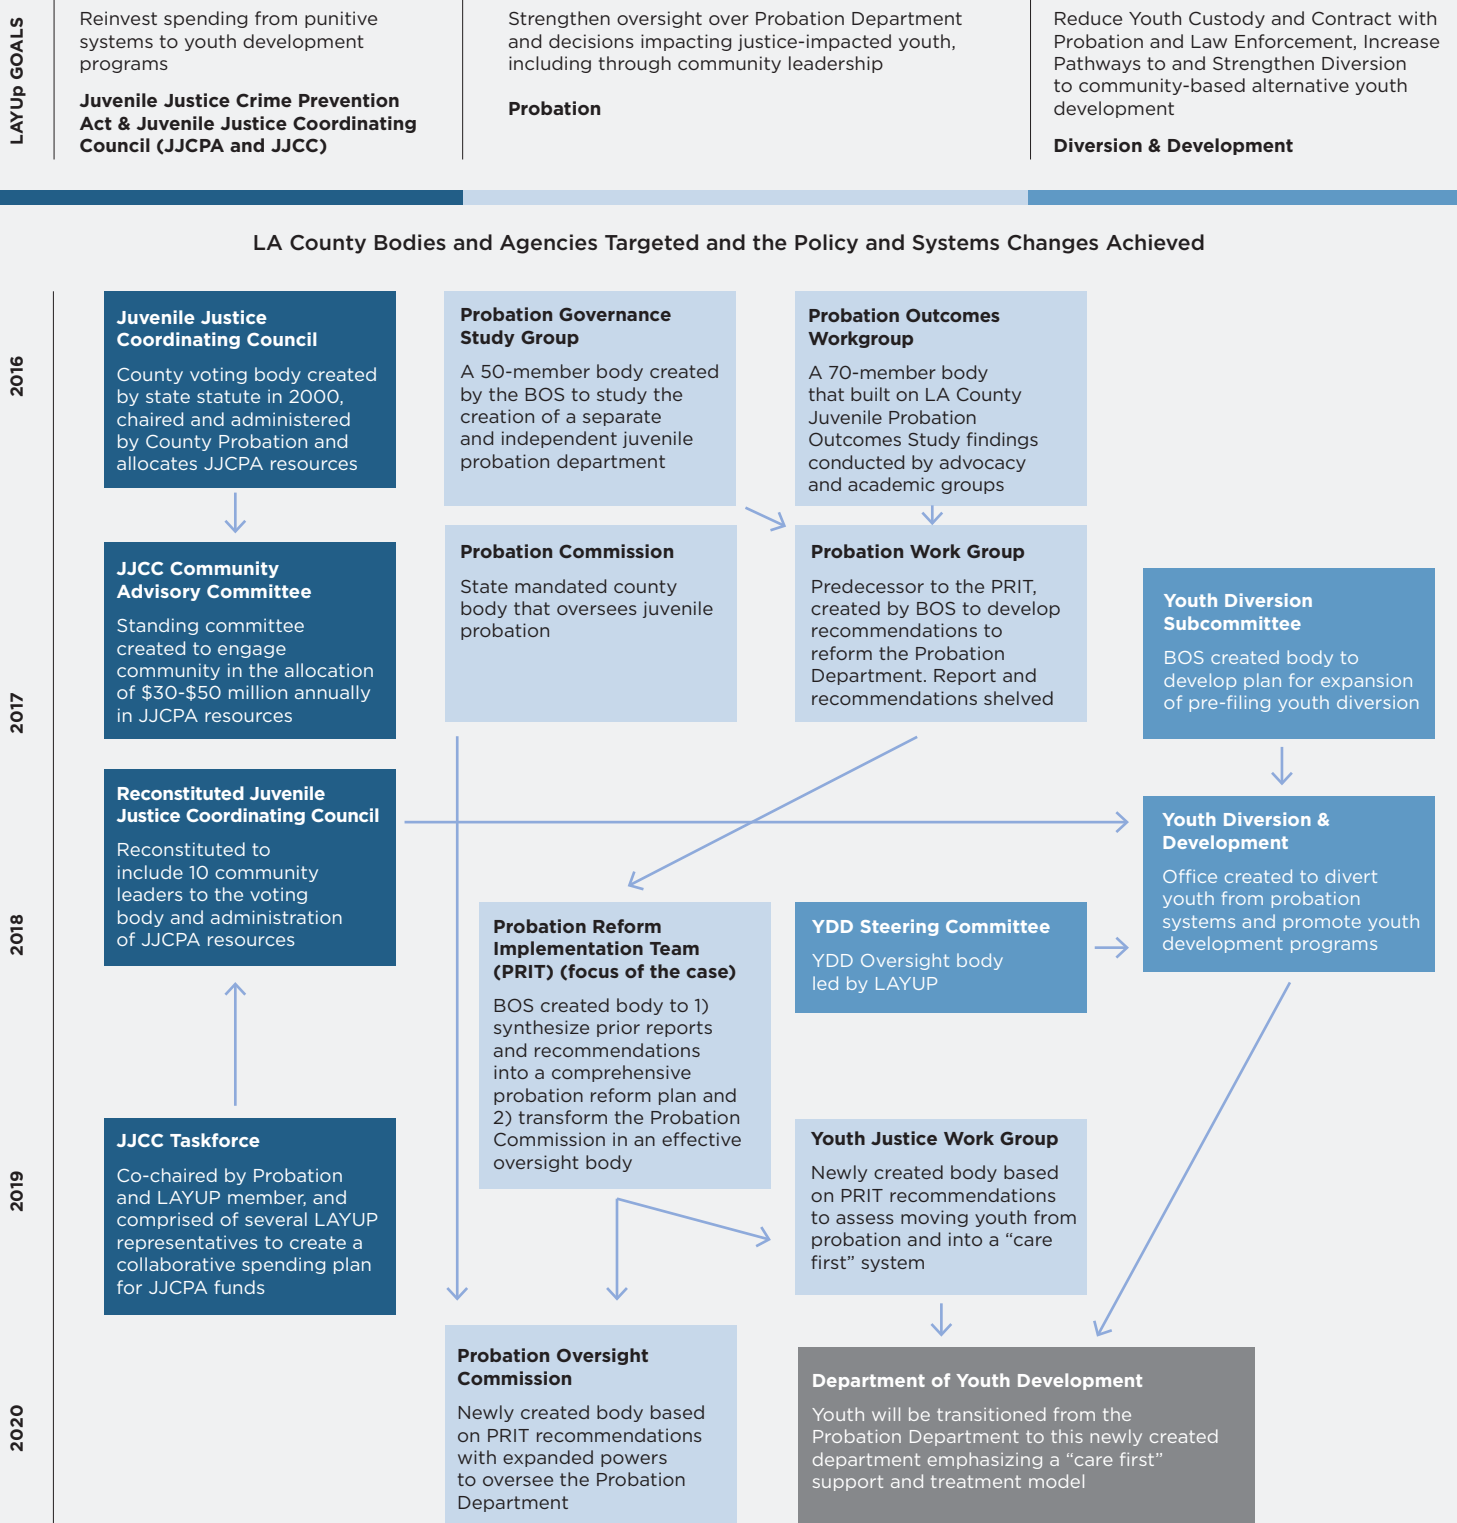 LAYUp GOALS
Reinvest spending from punitive
systems to youth development
programs
Juvenile Justice Crime Prevention
Act & Juvenile Justice Coordinating
Council (JJCPA and JJCC)
Strengthen oversight over Probation Department
and decisions impacting justice-impacted youth,
including through community leadership
Probation
Reduce Youth Custody and Contract with
Probation and Law Enforcement, Increase
Pathways to and Strengthen Diversion
to community-based alternative youth
development
Diversion & Development
LA County Bodies and Agencies Targeted and the Policy and Systems Changes Achieved
2016
Juvenile Justice
Coordinating Council
County voting body created
by state statute in 2000,
chaired and administered
by County Probation and
allocates JJCPA resources
Probation Governance
Study Group
A 50-member body created
by the BOS to study the
creation of a separate
and independent juvenile
probation department
Probation Outcomes
Workgroup
A 70-member body
that built on LA County
Juvenile Probation
Outcomes Study findings
conducted by advocacy
and academic groups
2017
JJCC Community
Advisory Committee
Standing committee
created to engage
community in the allocation
of $30-$50 million annually
in JJCPA resources
Probation Commission
State mandated county
body that oversees juvenile
probation
Probation Work Group
Predecessor to the PRIT,
created by BOS to develop
recommendations to
reform the Probation
Department. Report and
recommendations shelved
Youth Diversion
Subcommittee
BOS created body to
develop plan for expansion
of pre-filing youth diversion
2018
Reconstituted Juvenile
Justice Coordinating Council
Reconstituted to
include 10 community
leaders to the voting
body and administration
of JJCPA resources
Probation Reform
Implementation Team
(PRIT) (focus of the case)
BOS created body to 1)
synthesize prior reports
and recommendations
into a comprehensive
probation reform plan and
2) transform the Probation
Commission in an effective
oversight body
YDD Steering Committee
YDD Oversight body
led by LAYUP
Youth Diversion &
Development
Office created to divert
youth from probation
systems and promote youth
development programs
2019
JJCC Taskforce
Co-chaired by Probation
and LAYUP member, and
comprised of several LAYUP
representatives to create a
collaborative spending plan
for JJCPA funds
Youth Justice Work Group
Newly created body based
on PRIT recommendations
to assess moving youth from
probation and into a “care
first” system
2020
Probation Oversight
Commission
Newly created body based
on PRIT recommendations
with expanded powers
to oversee the Probation
Department
Department of Youth Development
Youth will be transitioned from the
Probation Department to this newly created
department emphasizing a “care first”
support and treatment model